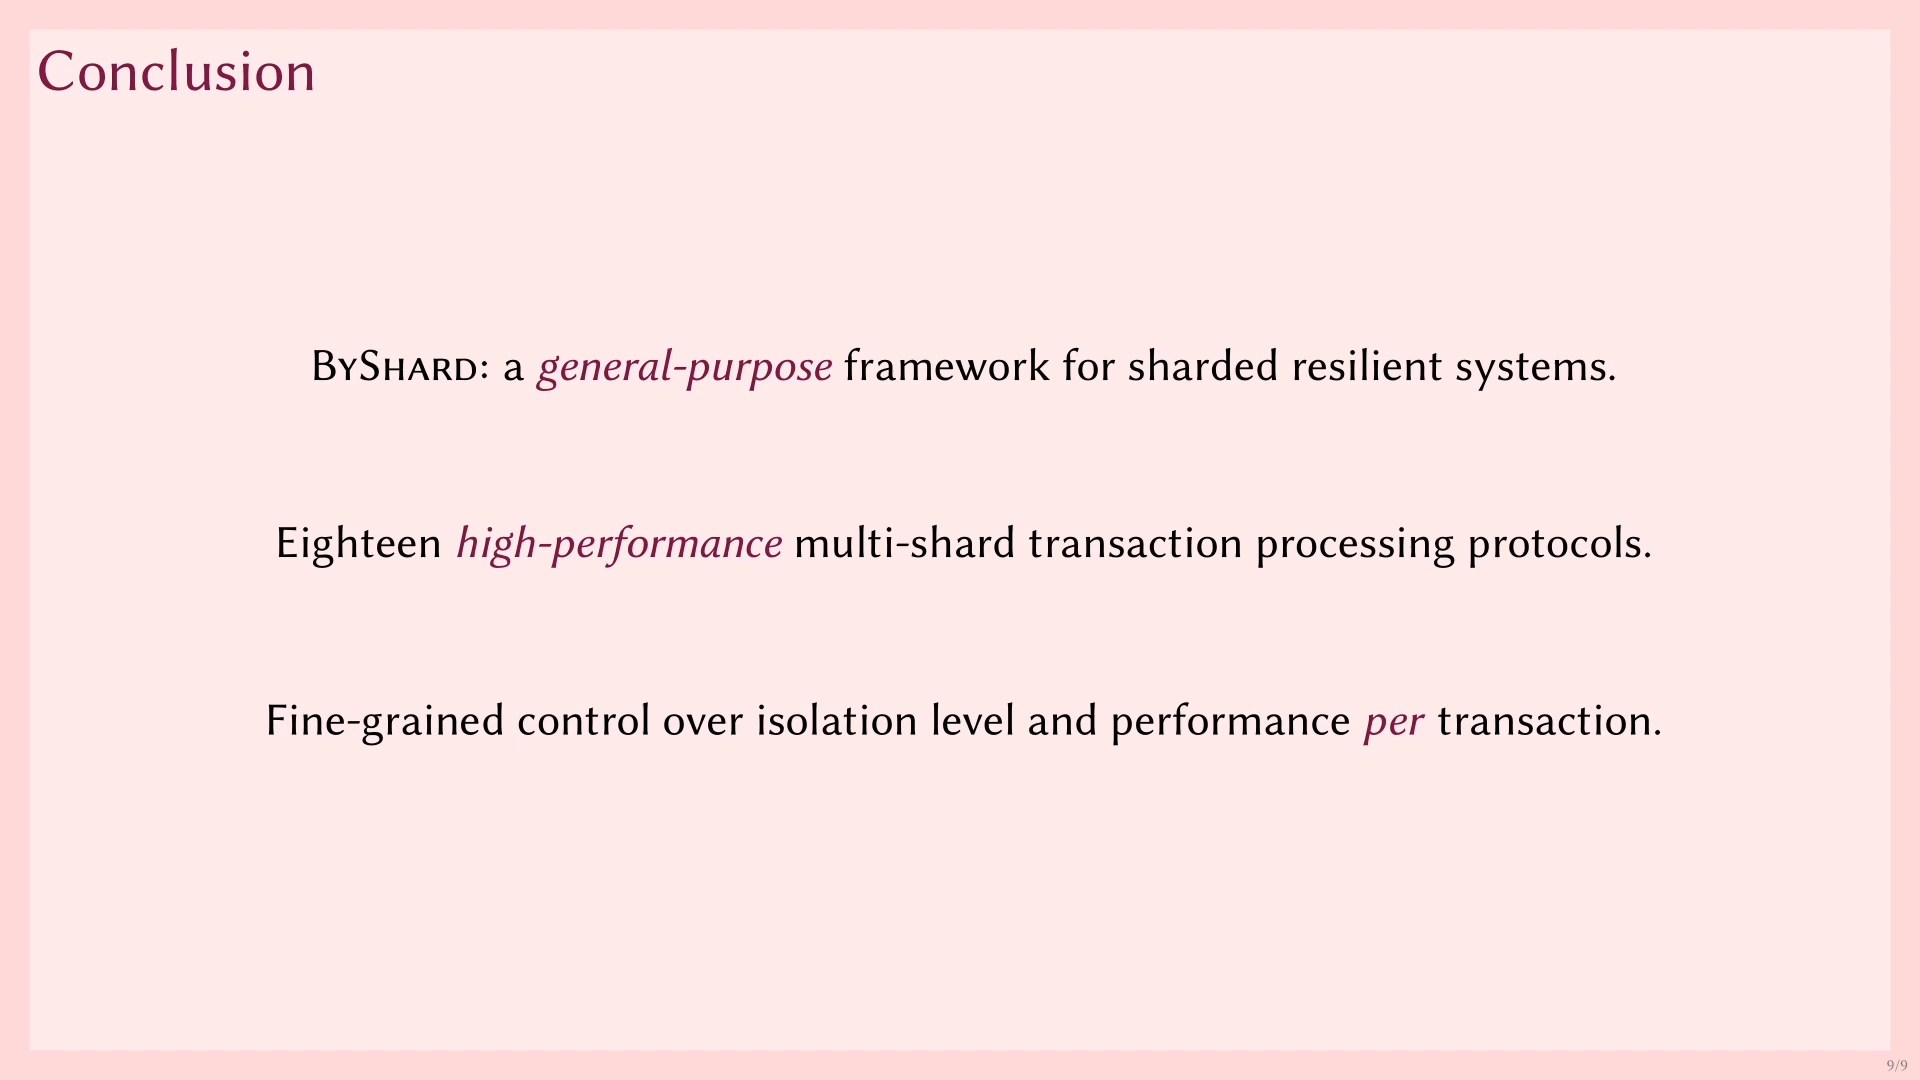 Conclusion
ByShard: a general-purpose framework for sharded resilient systems.
Eighteen high-performance multi-shard transaction processing protocols.
Fine-grained control over isolation level and performance per transaction.
9/9